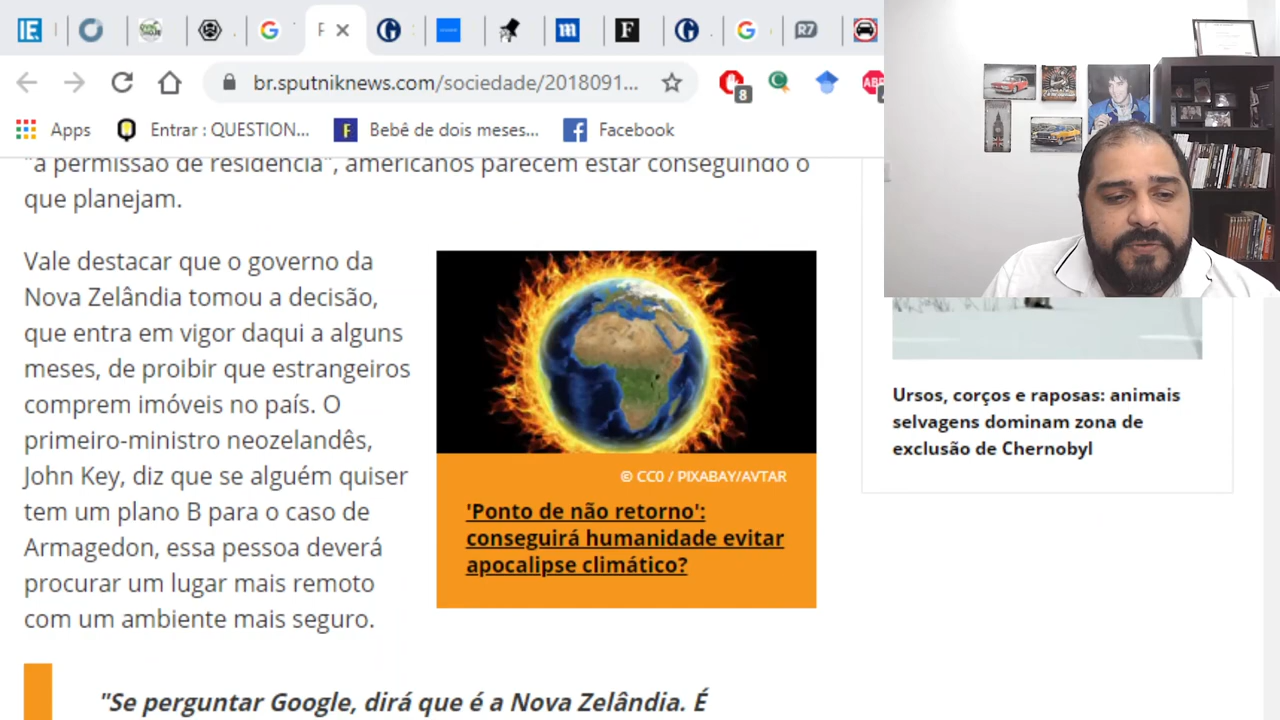 IE
G
F
m
F
G
R7
br.sputniknews.com/sociedade/2018091...
8
ABP
Apps
Entrar : QUESTION...
F
Bebê de dois meses...
Facebook
"a permissão de residência", americanos parecem estar conseguindo o
que planejam.
Vale destacar que o governo da
Nova Zelândia tomou a decisão,
que entra em vigor daqui a alguns
meses, de proibir que estrangeiros
comprem imóveis no país. O
primeiro-ministro neozelandês,
John Key, diz que se alguém quiser
tem um plano B para o caso de
Armagedon, essa pessoa deverá
procurar um lugar mais remoto
com um ambiente mais seguro.
© CC0 / PIXABAY/AVTAR
'Ponto de não retorno':
conseguirá humanidade evitar
apocalipse climático?
Ursos, corços e raposas: animais
selvagens dominam zona de
exclusão de Chernobyl
"Se perguntar Google, dirá que é a Nova Zelândia. É